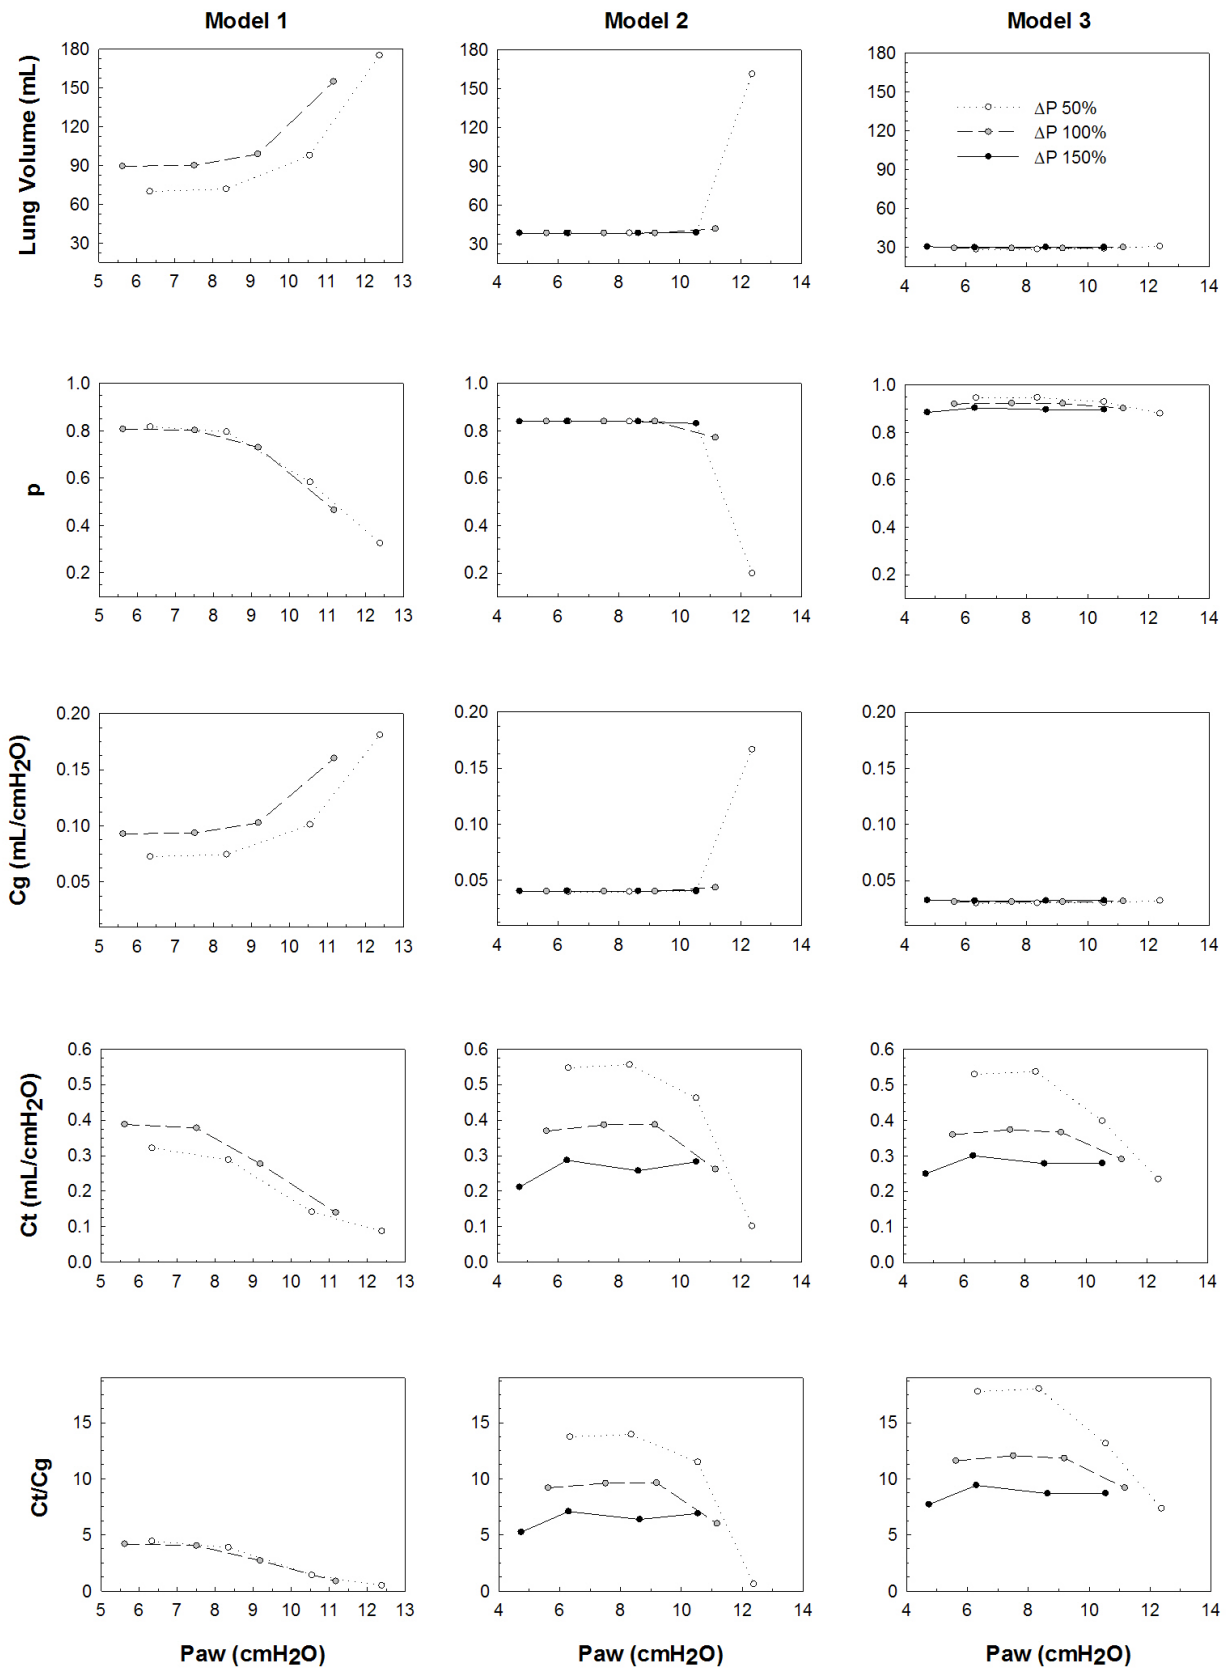 Model 1 Model 2 Model 3
Lung Volume (mL)
180 150 120 90 60 30
5 6 7 8 9 10 11 12 13
180 150 120 90 60 30
4 6 8 10 12 14
180 150 120 90 60 30
4 6 8 10 12 14
ΔP 50%
ΔP 100%
ΔP 150%
p
1.0 0.8 0.6 0.4 0.2
5 6 7 8 9 10 11 12 13
1.0 0.8 0.6 0.4 0.2
4 6 8 10 12 14
1.0 0.8 0.6 0.4 0.2
4 6 8 10 12 14
Cg (mL/cmH₂O)
0.20 0.15 0.10 0.05
5 6 7 8 9 10 11 12 13
0.20 0.15 0.10 0.05
4 6 8 10 12 14
0.20 0.15 0.10 0.05
4 6 8 10 12 14
Ct (mL/cmH₂O)
0.6 0.5 0.4 0.3 0.2 0.1 0.0
5 6 7 8 9 10 11 12 13
0.6 0.5 0.4 0.3 0.2 0.1 0.0
4 6 8 10 12 14
0.6 0.5 0.4 0.3 0.2 0.1 0.0
4 6 8 10 12 14
Ct/Cg
15 10 5 0
5 6 7 8 9 10 11 12 13
15 10 5 0
4 6 8 10 12 14
15 10 5 0
4 6 8 10 12 14
Paw (cmH2O) Paw (cmH2O) Paw (cmH2O)